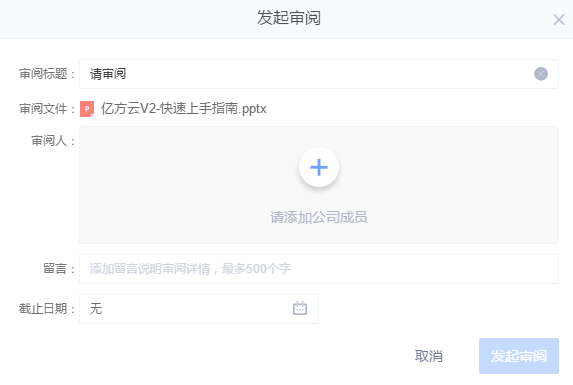 发起审阅
审阅标题：请审阅
审阅文件：亿方云V2-快速上手指南.pptx
审阅人：
请添加公司成员
留言：添加留言说明审阅详情，最多500个字
截止日期：无
取消 发起审阅